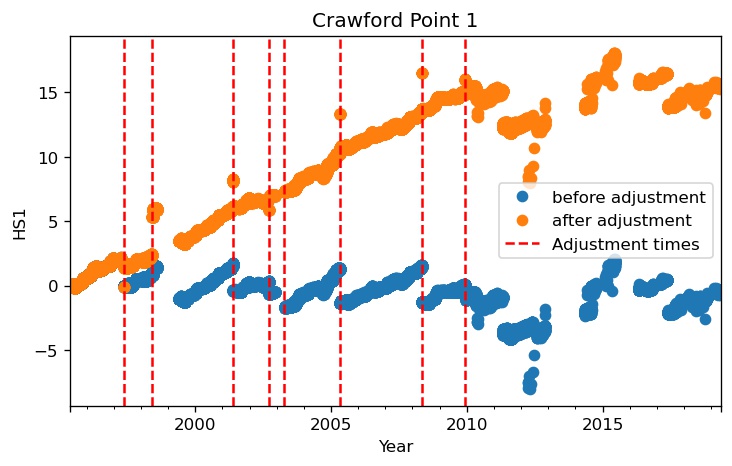 Crawford Point 1
HS1
15
10
5
0
−5
before adjustment
after adjustment
Adjustment times
2000 2005 2010 2015
Year